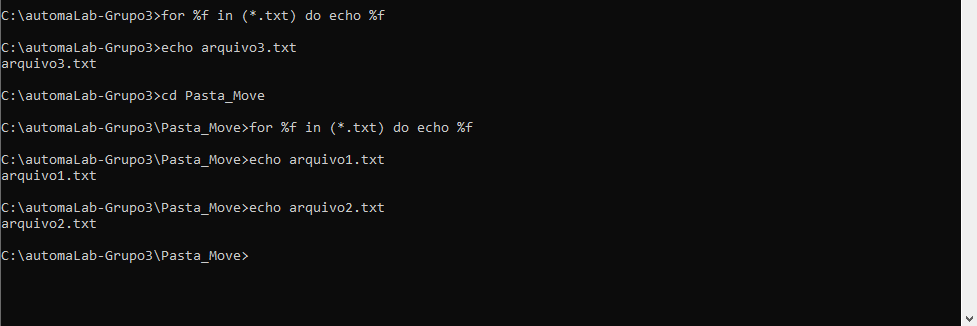 C:\automaLab-Grupo3>for %f in (*.txt) do echo %f
C:\automaLab-Grupo3>echo arquivo3.txt
arquivo3.txt
C:\automaLab-Grupo3>cd Pasta_Move
C:\automaLab-Grupo3\Pasta_Move>for %f in (*.txt) do echo %f
C:\automaLab-Grupo3\Pasta_Move>echo arquivo1.txt
arquivo1.txt
C:\automaLab-Grupo3\Pasta_Move>echo arquivo2.txt
arquivo2.txt
C:\automaLab-Grupo3\Pasta_Move>